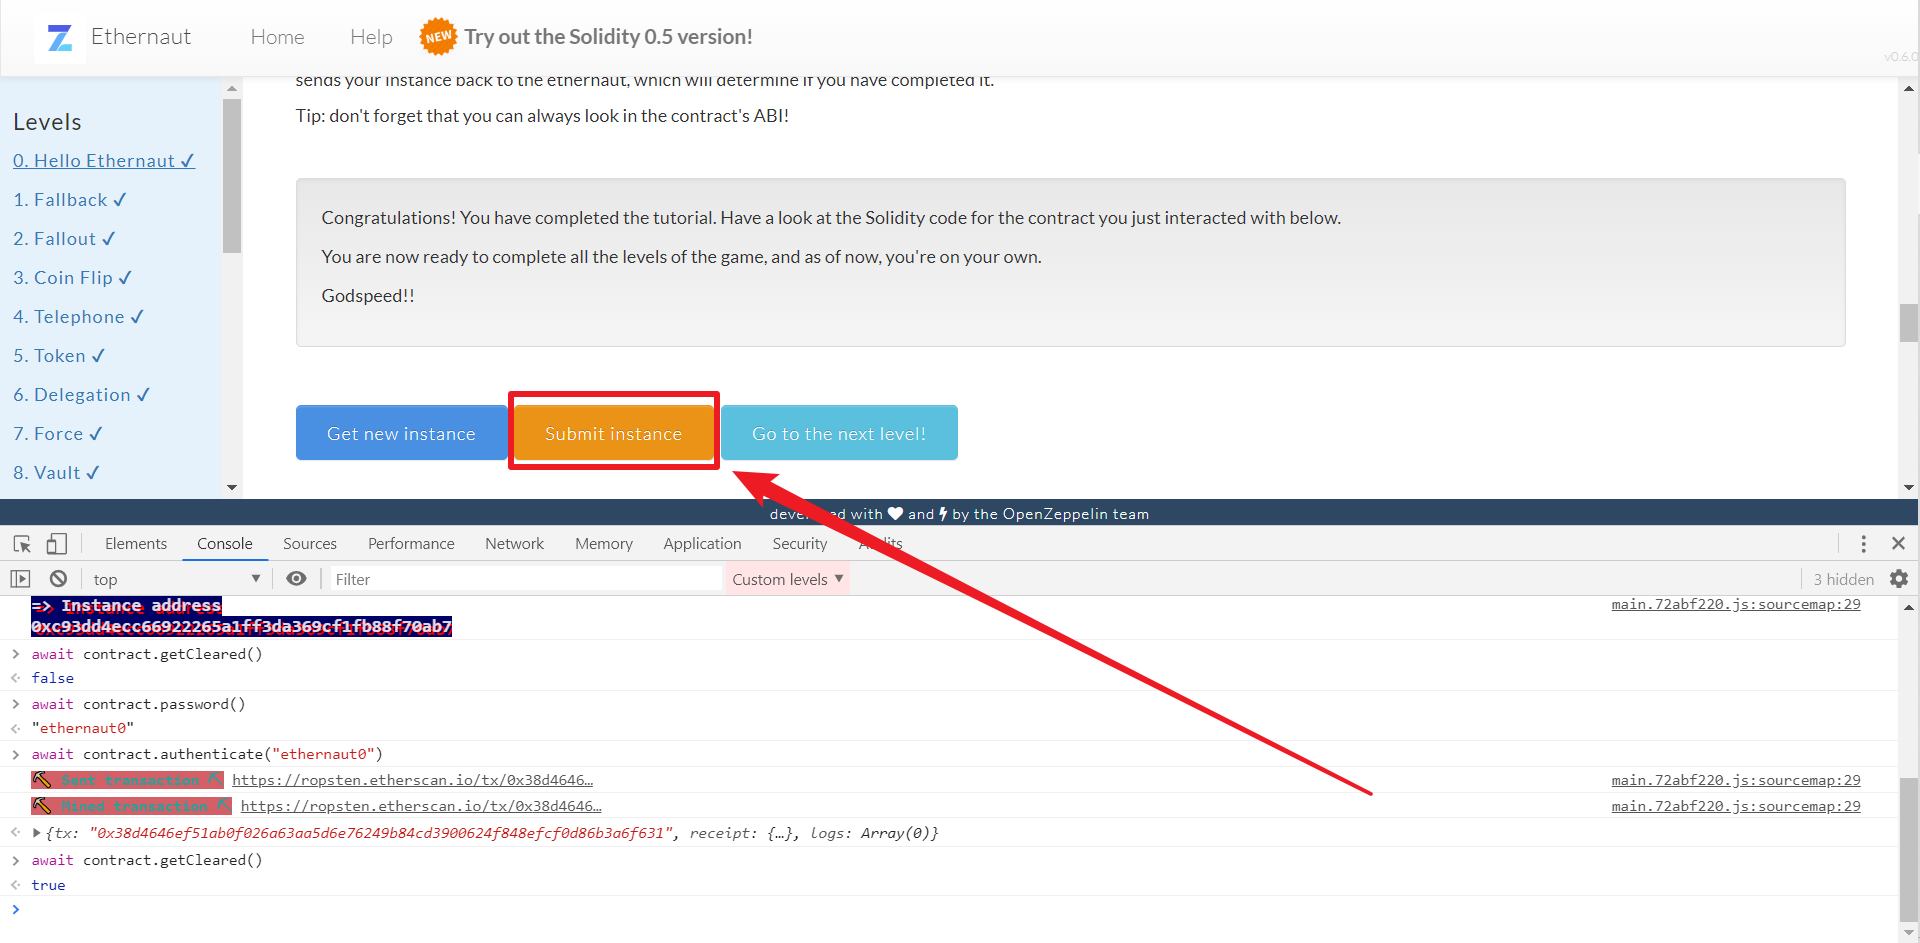 Ethernaut
Home
Help
NEW
Try out the Solidity 0.5 version!
v0.6.0
sends your instance back to the ethernaut, which will determine if you have completed it.
Tip: don't forget that you can always look in the contract's ABI!
Levels
0. Hello Ethernaut ✓
1. Fallback ✓
2. Fallout ✓
3. Coin Flip ✓
4. Telephone ✓
5. Token ✓
6. Delegation ✓
7. Force ✓
8. Vault ✓
Congratulations! You have completed the tutorial. Have a look at the Solidity code for the contract you just interacted with below.
You are now ready to complete all the levels of the game, and as of now, you're on your own.
Godspeed!!
Get new instance
Submit instance
Go to the next level!
developed with ❤ and ⚡ by the OpenZeppelin team
Elements
Console
Sources
Performance
Network
Memory
Application
Security
Audits
top
Filter
Custom levels
3 hidden
=> Instance address main.72abf220.js:sourcemap:29
0xc93dd4ecc66922265a1ff3da369cf1fb88f70ab7
> await contract.getCleared()
false
> await contract.password()
"ethernaut0"
> await contract.authenticate("ethernaut0")
Sent transaction https://ropsten.etherscan.io/tx/0x38d4646… main.72abf220.js:sourcemap:29
Mined transaction https://ropsten.etherscan.io/tx/0x38d4646… main.72abf220.js:sourcemap:29
{tx: "0x38d4646ef51ab0f026a63aa5d6e76249b84cd3900624f848efcf0d86b3a6f631", receipt: {…}, logs: Array(0)}
> await contract.getCleared()
true
>